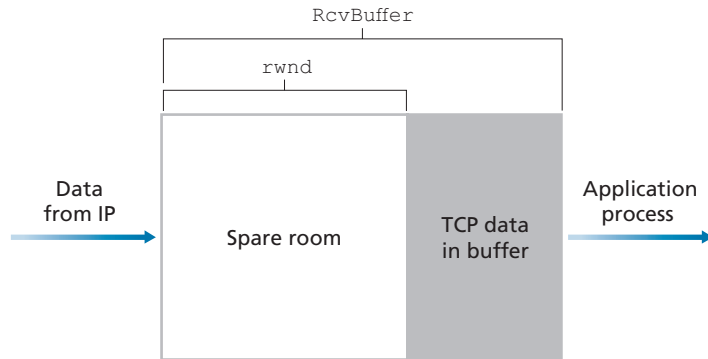 RcvBuffer
rwnd
Data
from IP
Spare room
TCP data
in buffer
Application
process